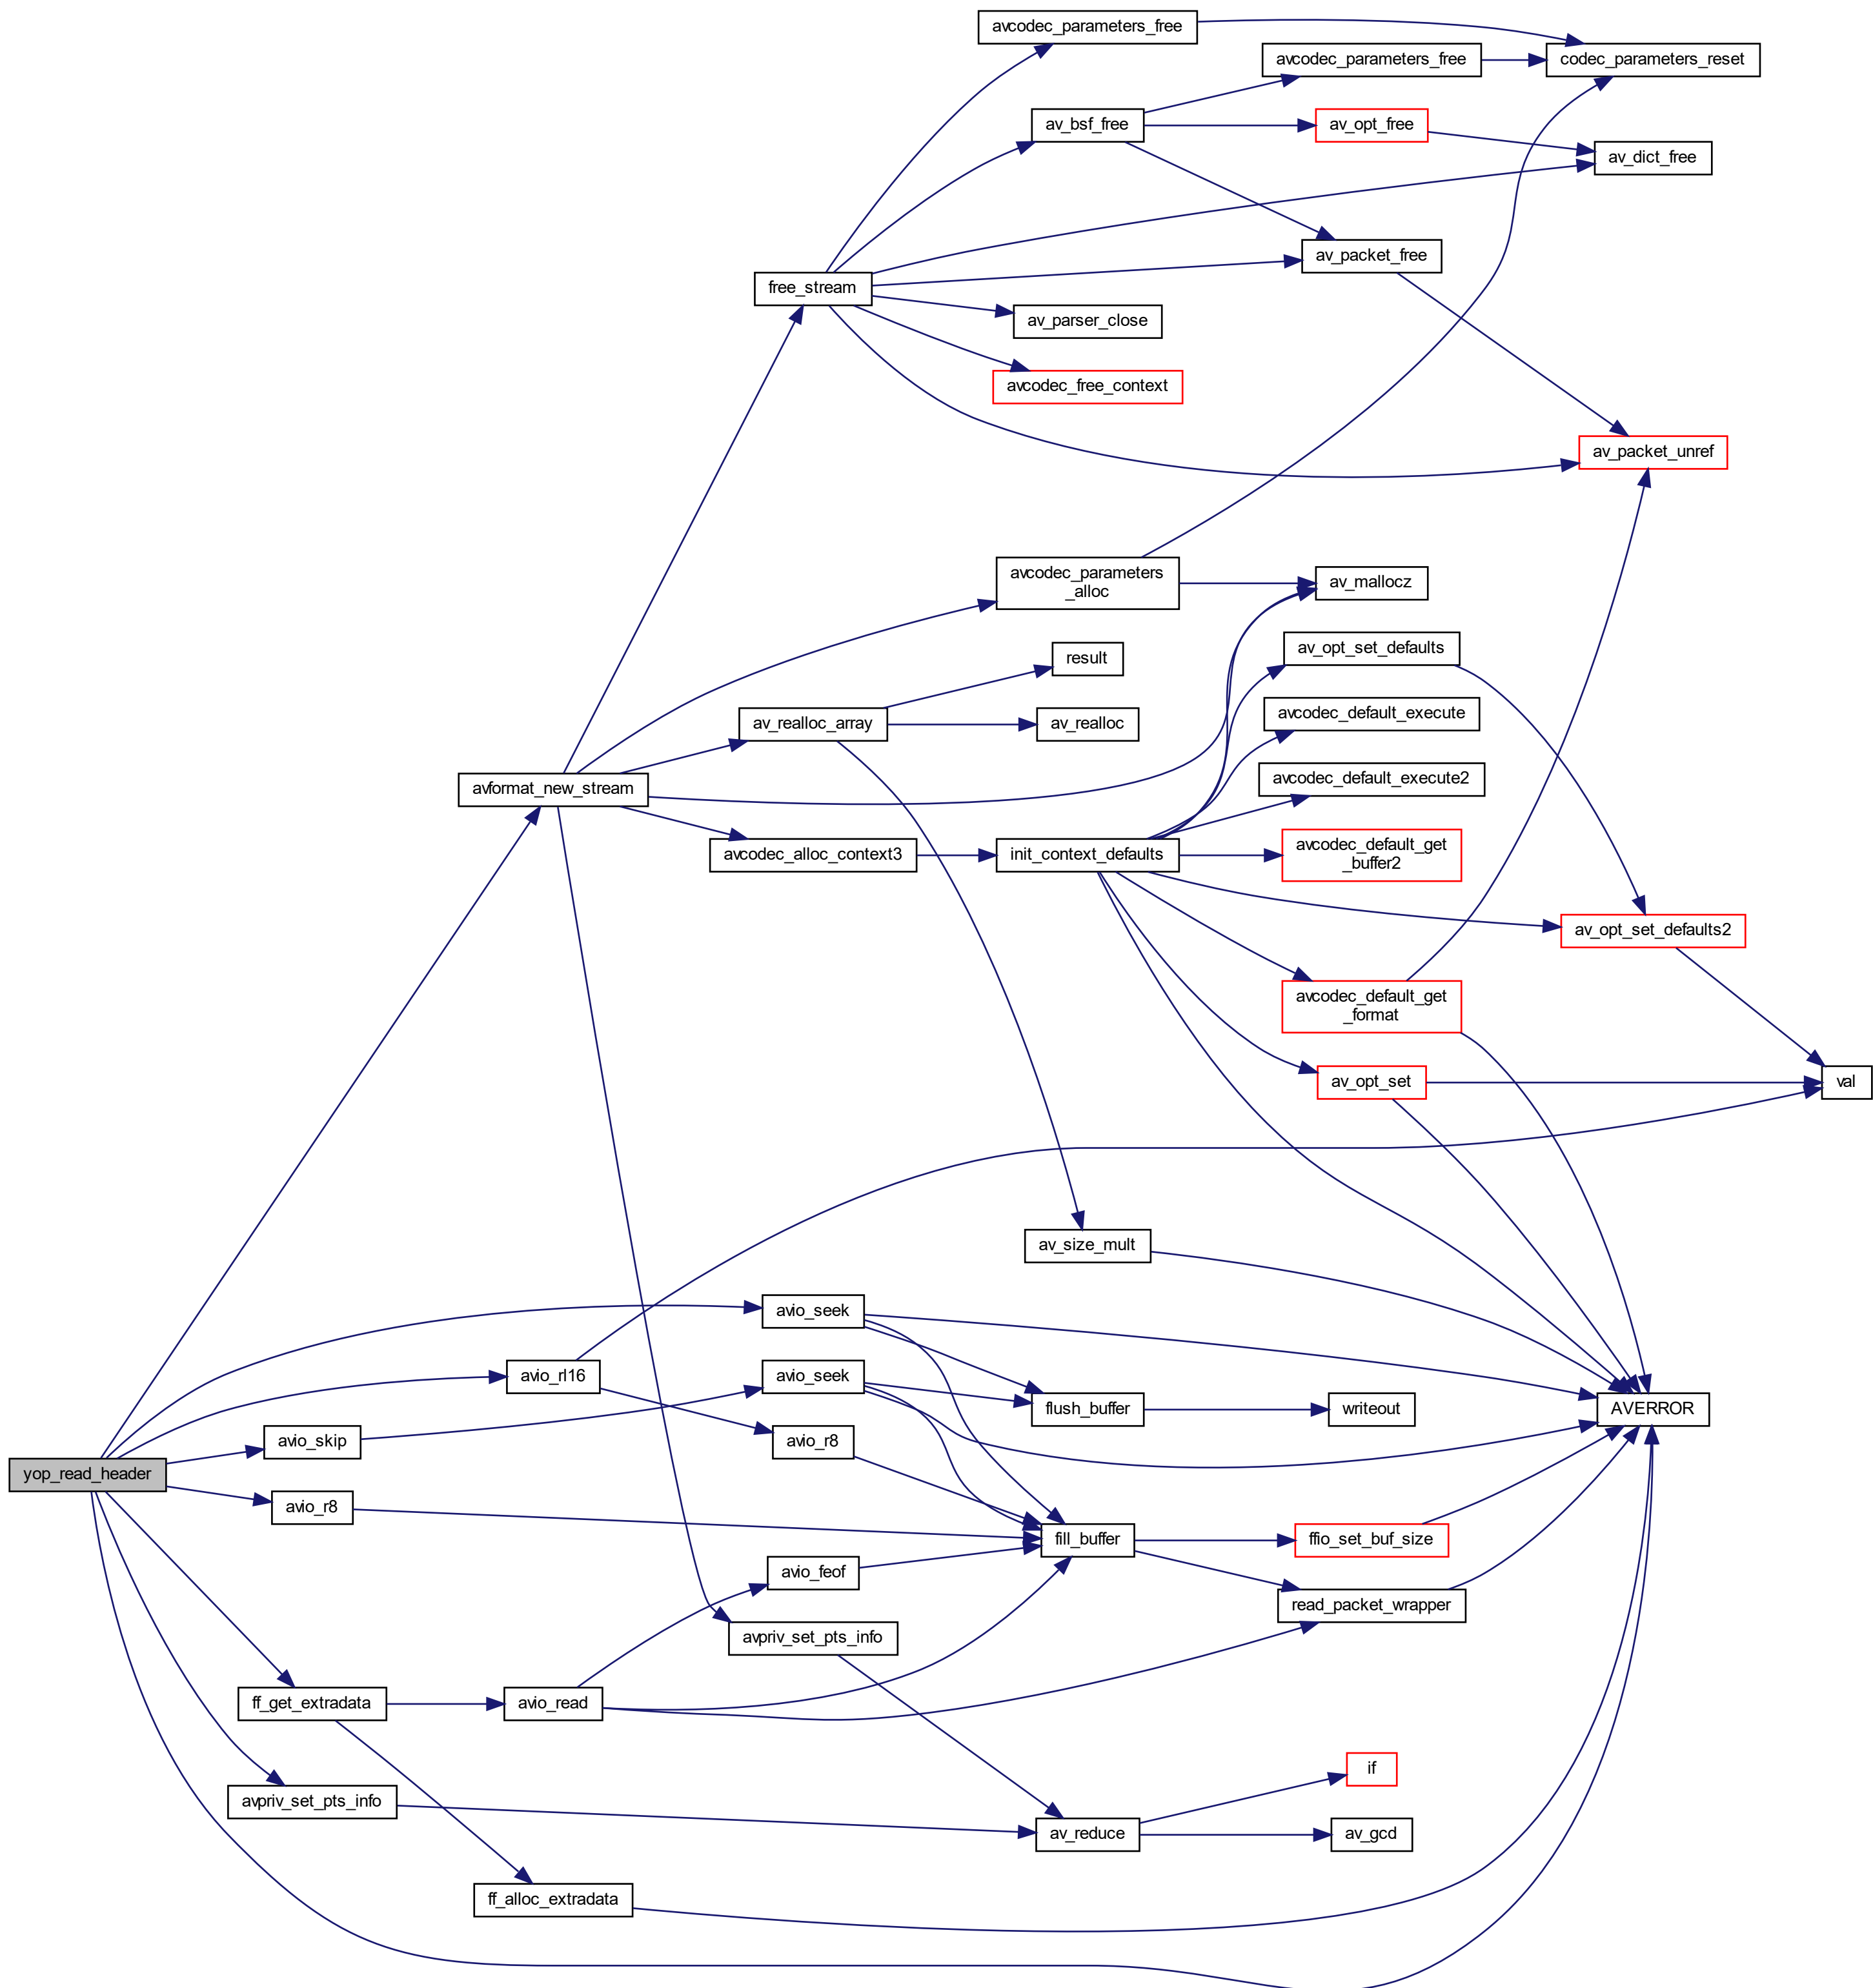 avcodec_parameters_free
avcodec_parameters_free
codec_parameters_reset
av_bsf_free
av_opt_free
av_dict_free
av_packet_free
free_stream
av_parser_close
avcodec_free_context
av_packet_unref
avcodec_parameters
_alloc
av_mallocz
av_opt_set_defaults
result
avcodec_default_execute
av_realloc_array
av_realloc
avcodec_default_execute2
avformat_new_stream
avcodec_alloc_context3
init_context_defaults
avcodec_default_get
_buffer2
av_opt_set_defaults2
avcodec_default_get
_format
av_opt_set
val
av_size_mult
avio_seek
avio_rl16
avio_seek
flush_buffer
writeout
AVERROR
avio_skip
avio_r8
yop_read_header
avio_r8
fill_buffer
ffio_set_buf_size
avio_feof
read_packet_wrapper
avpriv_set_pts_info
ff_get_extradata
avio_read
if
avpriv_set_pts_info
av_reduce
av_gcd
ff_alloc_extradata